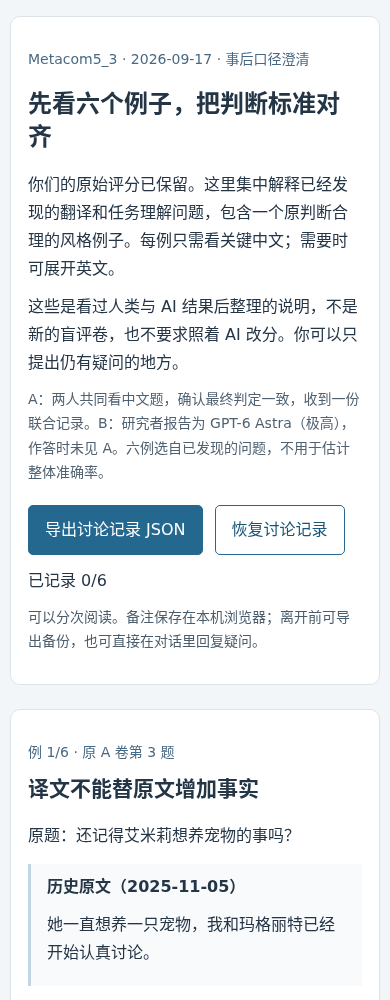 Metacom5_3 · 2026-09-17 · 事后口径澄清
先看六个例子，把判断标准对
齐
你们的原始评分已保留。这里集中解释已经发
现的翻译和任务理解问题，包含一个原判断合
理的风格例子。每例只需看关键中文；需要时
可展开英文。
这些是看过人类与 AI 结果后整理的说明，不是
新的盲评卷，也不要求照着 AI 改分。你可以只
提出仍有疑问的地方。
A：两人共同看中文题，确认最终判定一致，收到一份
联合记录。B：研究者报告为 GPT-6 Astra（极高），
作答时未见 A。六例选自已发现的问题，不用于估计
整体准确率。
导出讨论记录 JSON
恢复讨论记录
已记录 0/6
可以分次阅读。备注保存在本机浏览器；离开前可导
出备份，也可直接在对话里回复疑问。
例 1/6 · 原 A 卷第 3 题
译文不能替原文增加事实
原题：还记得艾米莉想养宠物的事吗？
历史原文（2025-11-05）
她一直想养一只宠物，我和玛格丽特已经
开始认真讨论。